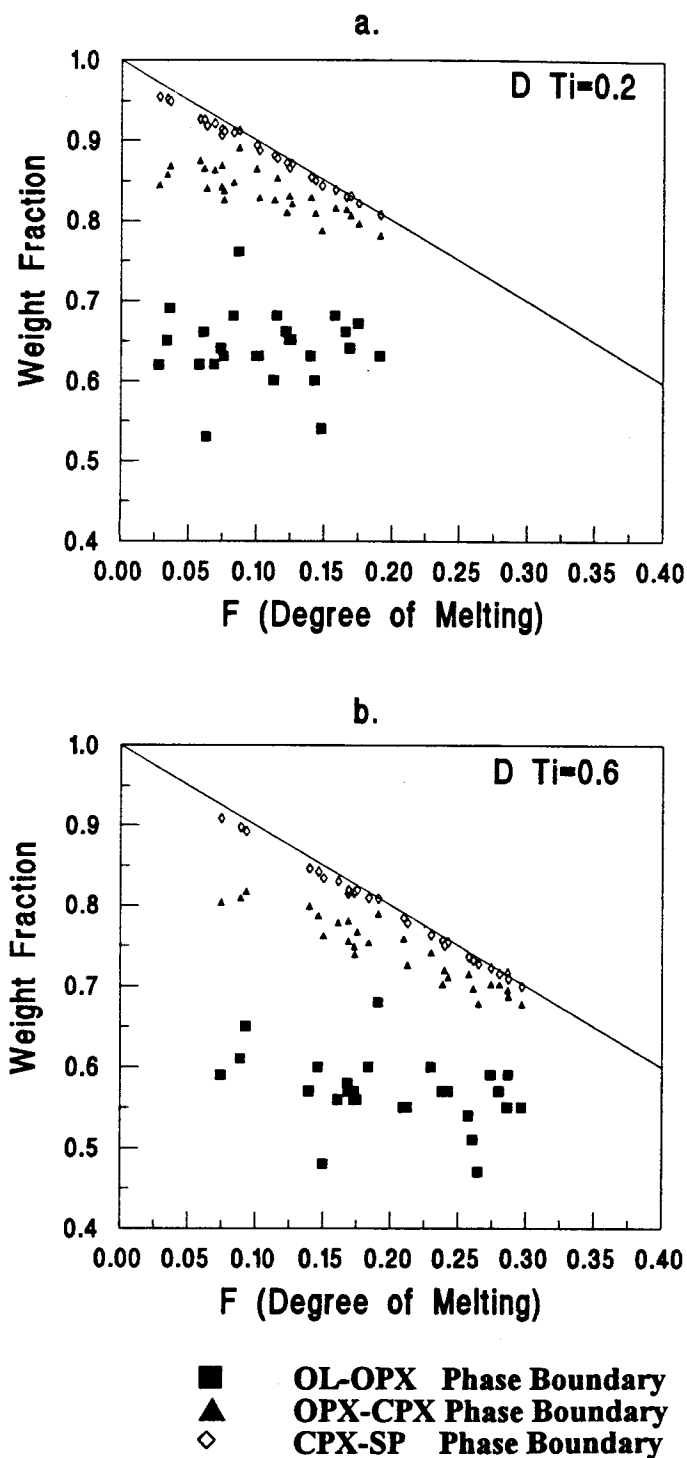 a.
D Ti=0.2
Weight Fraction
1.0
0.9
0.8
0.7
0.6
0.5
0.4
0.00 0.05 0.10 0.15 0.20 0.25 0.30 0.35 0.40
F (Degree of Melting)
b.
D Ti=0.6
Weight Fraction
1.0
0.9
0.8
0.7
0.6
0.5
0.4
0.00 0.05 0.10 0.15 0.20 0.25 0.30 0.35 0.40
F (Degree of Melting)
OL-OPX Phase Boundary
OPX-CPX Phase Boundary
CPX-SP Phase Boundary